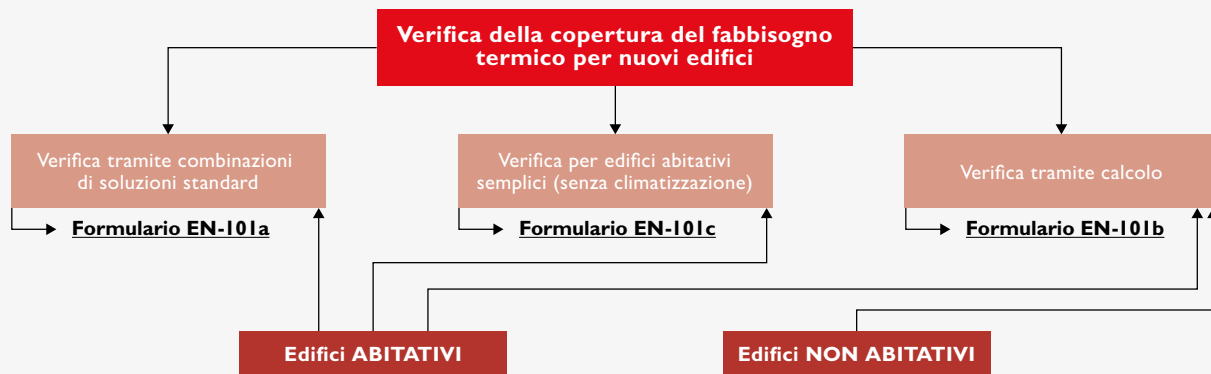 Verifica della copertura del fabbisogno
termico per nuovi edifici
Verifica tramite combinazioni
di soluzioni standard
Verifica per edifici abitativi
semplici (senza climatizzazione)
Verifica tramite calcolo
Formulario EN-101a
Formulario EN-101c
Formulario EN-101b
Edifici ABITATIVI
Edifici NON ABITATIVI